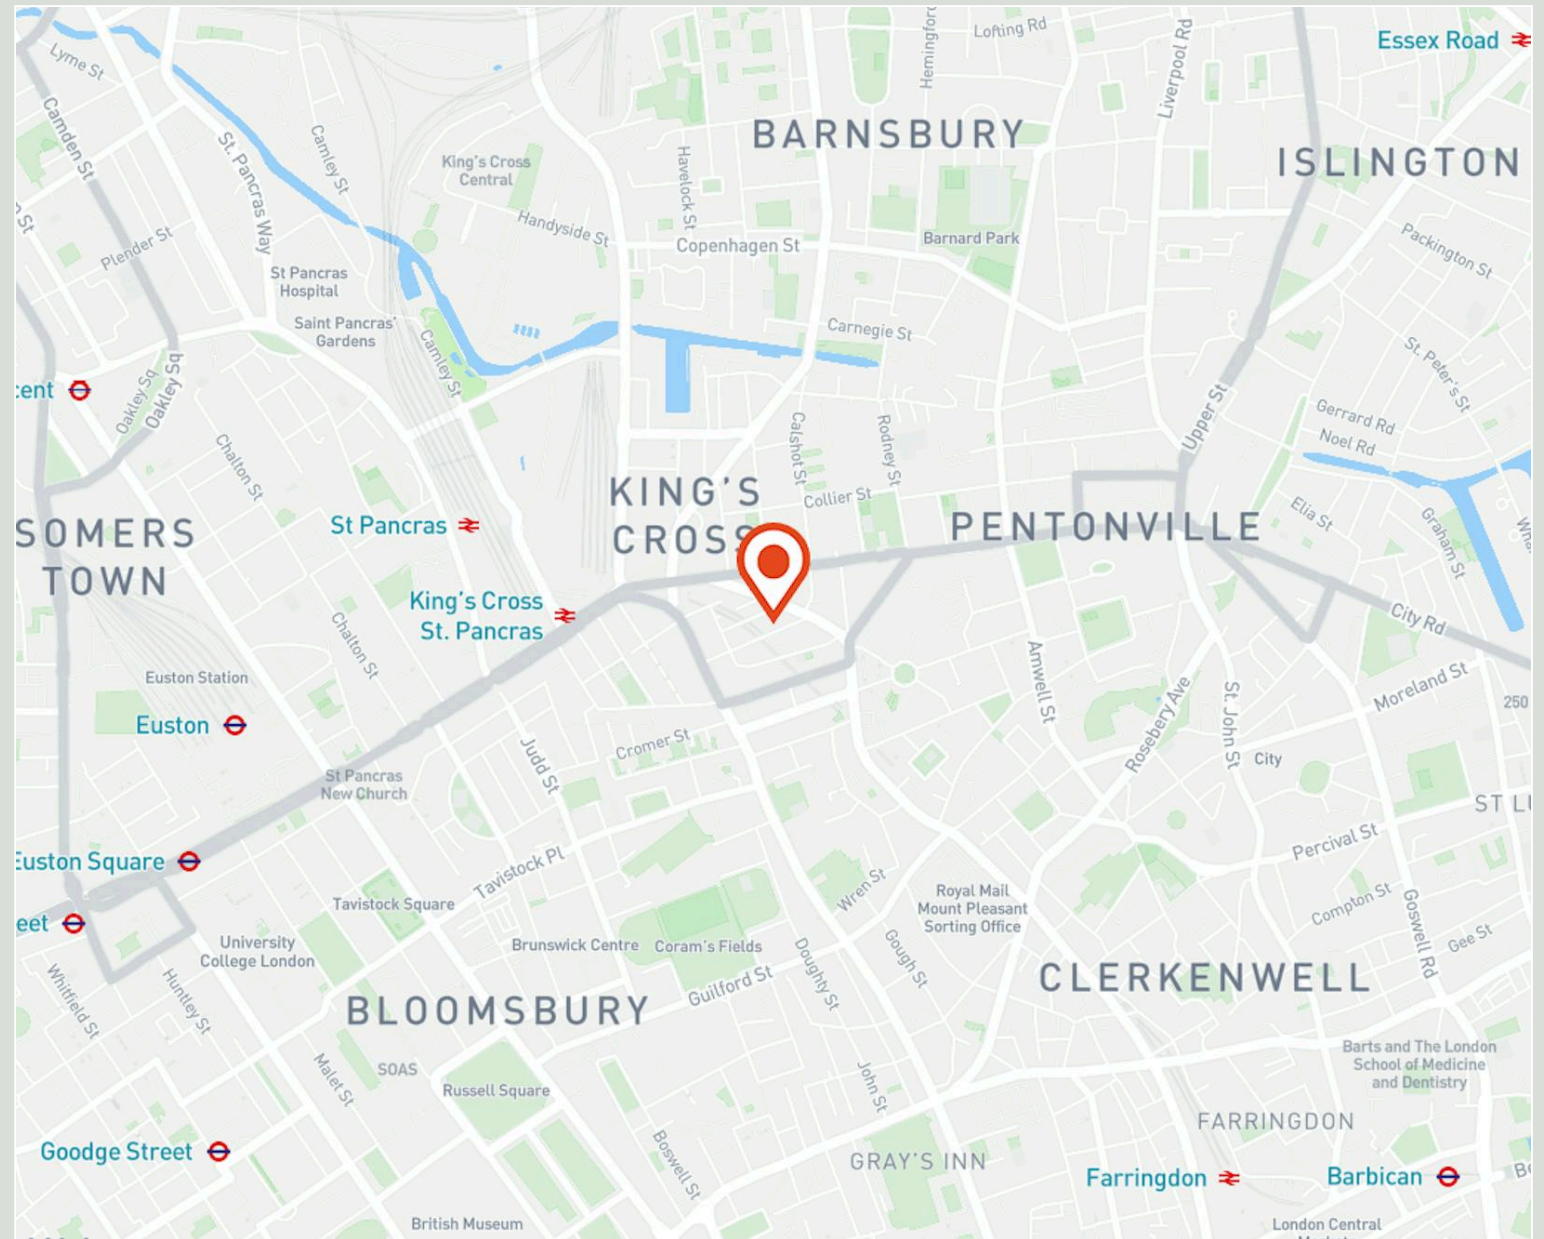 Lofting Rd
Hemingford
Liverpool Rd
Essex Road
Lyme St
Camden St
St. Pancras Way
Camley St
King's Cross
Central
Havelock St
BARNSBURY
ISLINGTON
Handyside St
Copenhagen St
Barnard Park
Packington St
Plender St
St Pancras
Hospital
Saint Pancras'
Gardens
Camley St
Carnegie St
St. Peter's St
cent
Oakley Sq
Oakley Sq
Upper St
Gerrard Rd
Noel Rd
Chalton St
Calshot St
Rodney St
Collier St
KING'S
CROSS
St Pancras
PENTONVILLE
Elia St
Graham St
SOMERS
TOWN
King's Cross
St. Pancras
City Rd
Chalton St
Amwell St
Euston Station
Euston
Moreland St
250
Rosebery Ave
St. John St
City
Cromer St
Judd St
St Pancras
New Church
ST LU
Percival St
Euston Square
Tavistock Pl
Tavistock Square
Wren St
Royal Mail
Mount Pleasant
Sorting Office
Compton St
Goswell Rd
Gee St
eet
University
College London
Brunswick Centre
Coram's Fields
Doughty St
Gough St
Whitfield St
Huntley St
Guilford St
CLERKENWELL
BLOOMSBURY
SOAS
Malet St
Russell Square
John St
Barts and The London
School of Medicine
and Dentistry
FARRINGDON
Goodge Street
Boswell St
GRAY'S INN
Farringdon
Barbican
British Museum
London Central